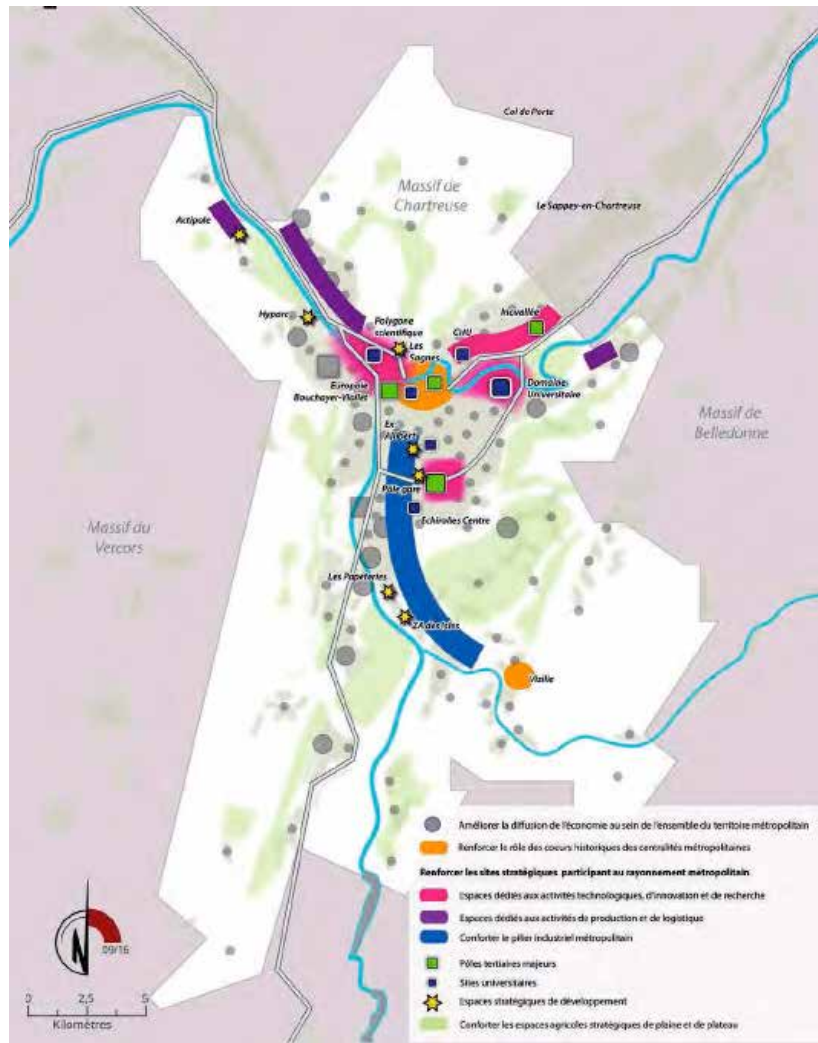 Col de Porte
Massif de
Chartreuse
Le Sappey-en-Chartreuse
Actipole
Hyparc
Polygone
scientifique
Les
Sagnes
CHU
Inovallée
Europole
Bouchayer-Viallet
Domaine
Universitaire
Massif de
Belledonne
Ex
Allibert
Pôle gare
Echirolles Centre
Massif du
Vercors
Les Papeteries
ZA des Isles
Vizille
Améliorer la diffusion de l'économie au sein de l'ensemble du territoire métropolitain
Renforcer le rôle des coeurs historiques des centralités métropolitaines
Renforcer les sites stratégiques participant au rayonnement métropolitain
Espaces dédiés aux activités technologiques, d'innovation et de recherche
Espaces dédiés aux activités de production et de logistique
Conforter le pilier industriel métropolitain
Pôles tertiaires majeurs
Sites universitaires
Espaces stratégiques de développement
Conforter les espaces agricoles stratégiques de plaine et de plateau
N
09/16
0 2,5 5
Kilomètres